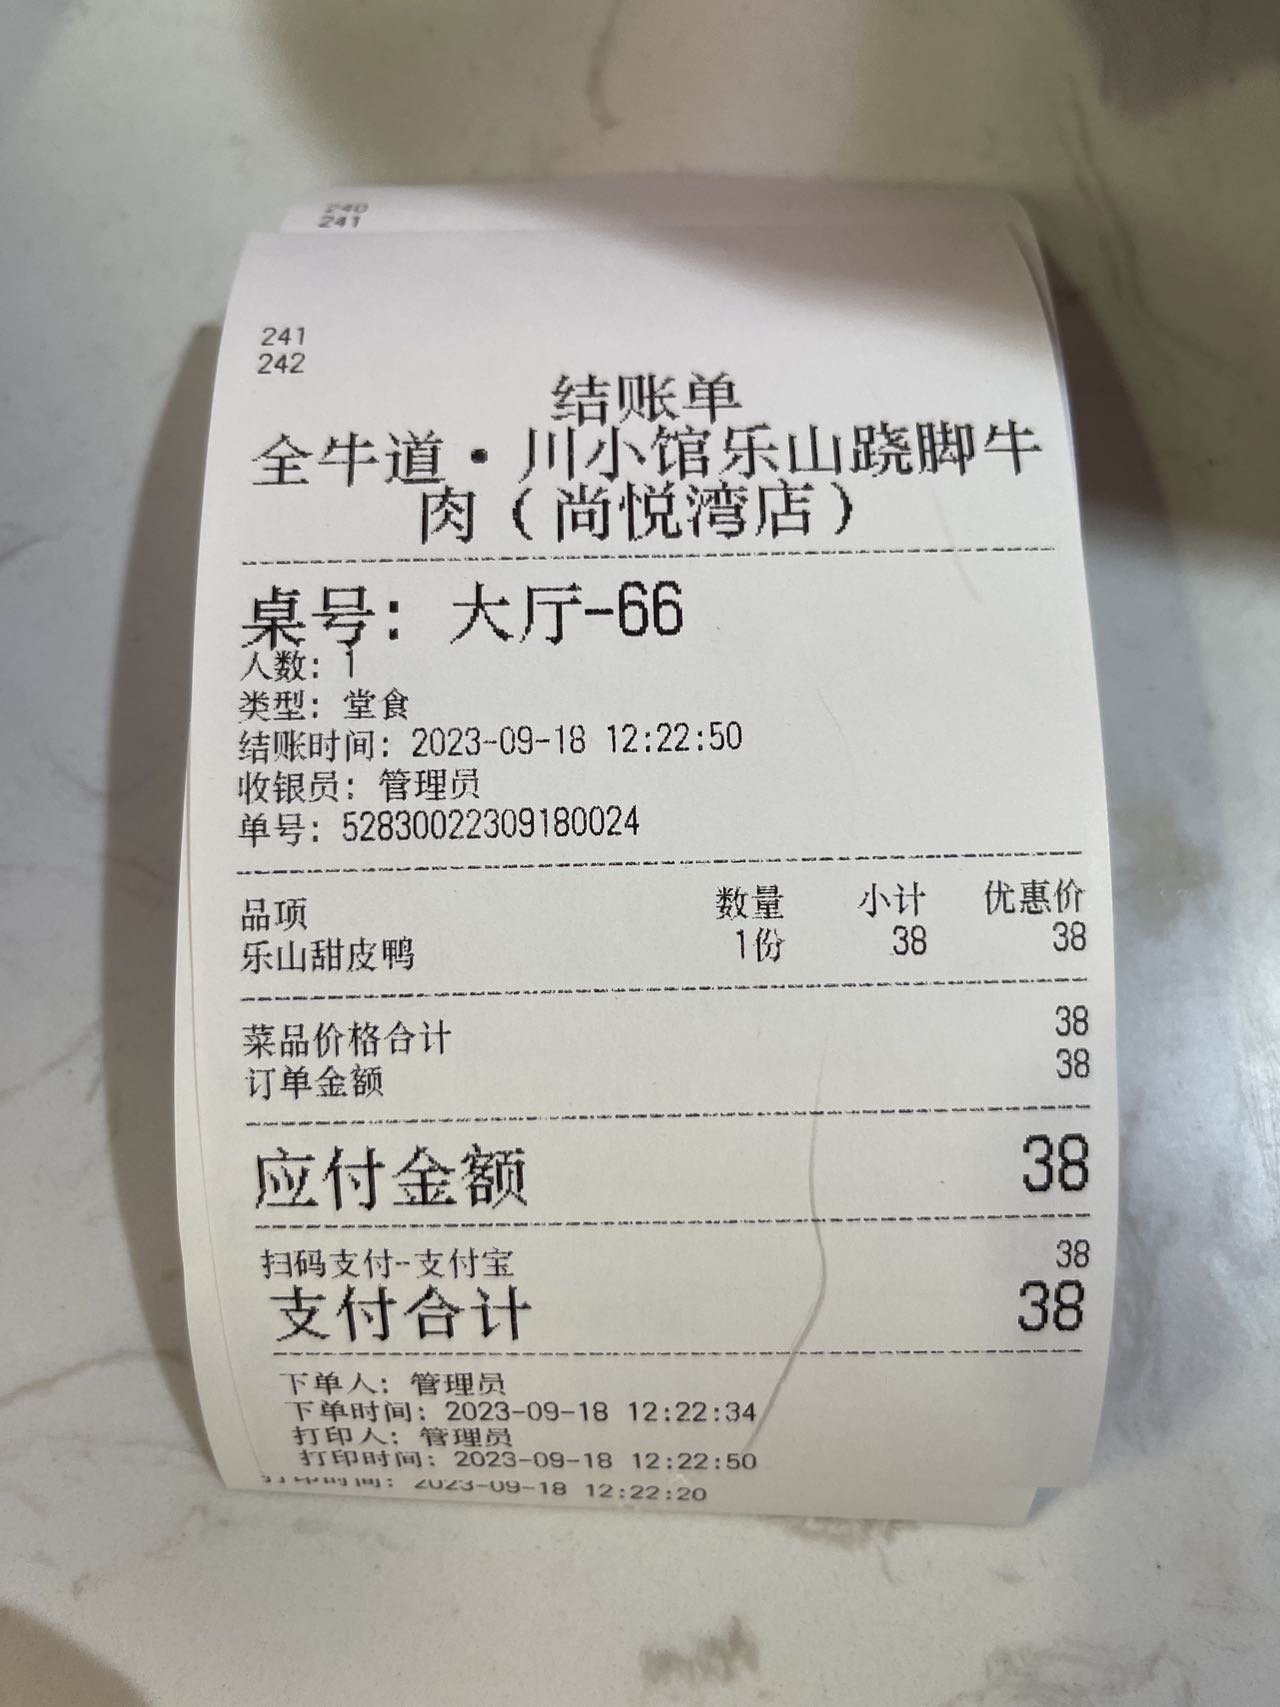 240
241
241
242
结账单
全牛道·川小馆乐山跷脚牛
肉（尚悦湾店）
桌号: 大厅-66
人数: 1
类型: 堂食
结账时间: 2023-09-18 12:22:50
收银员: 管理员
单号: 52830022309180024
品项 数量 小计 优惠价
乐山甜皮鸭 1份 38 38
菜品价格合计 38
订单金额 38
应付金额 38
扫码支付-支付宝 38
支付合计 38
下单人: 管理员
下单时间: 2023-09-18 12:22:34
打印人: 管理员
打印时间: 2023-09-18 12:22:50
打印时间: 2023-09-18 12:22:20